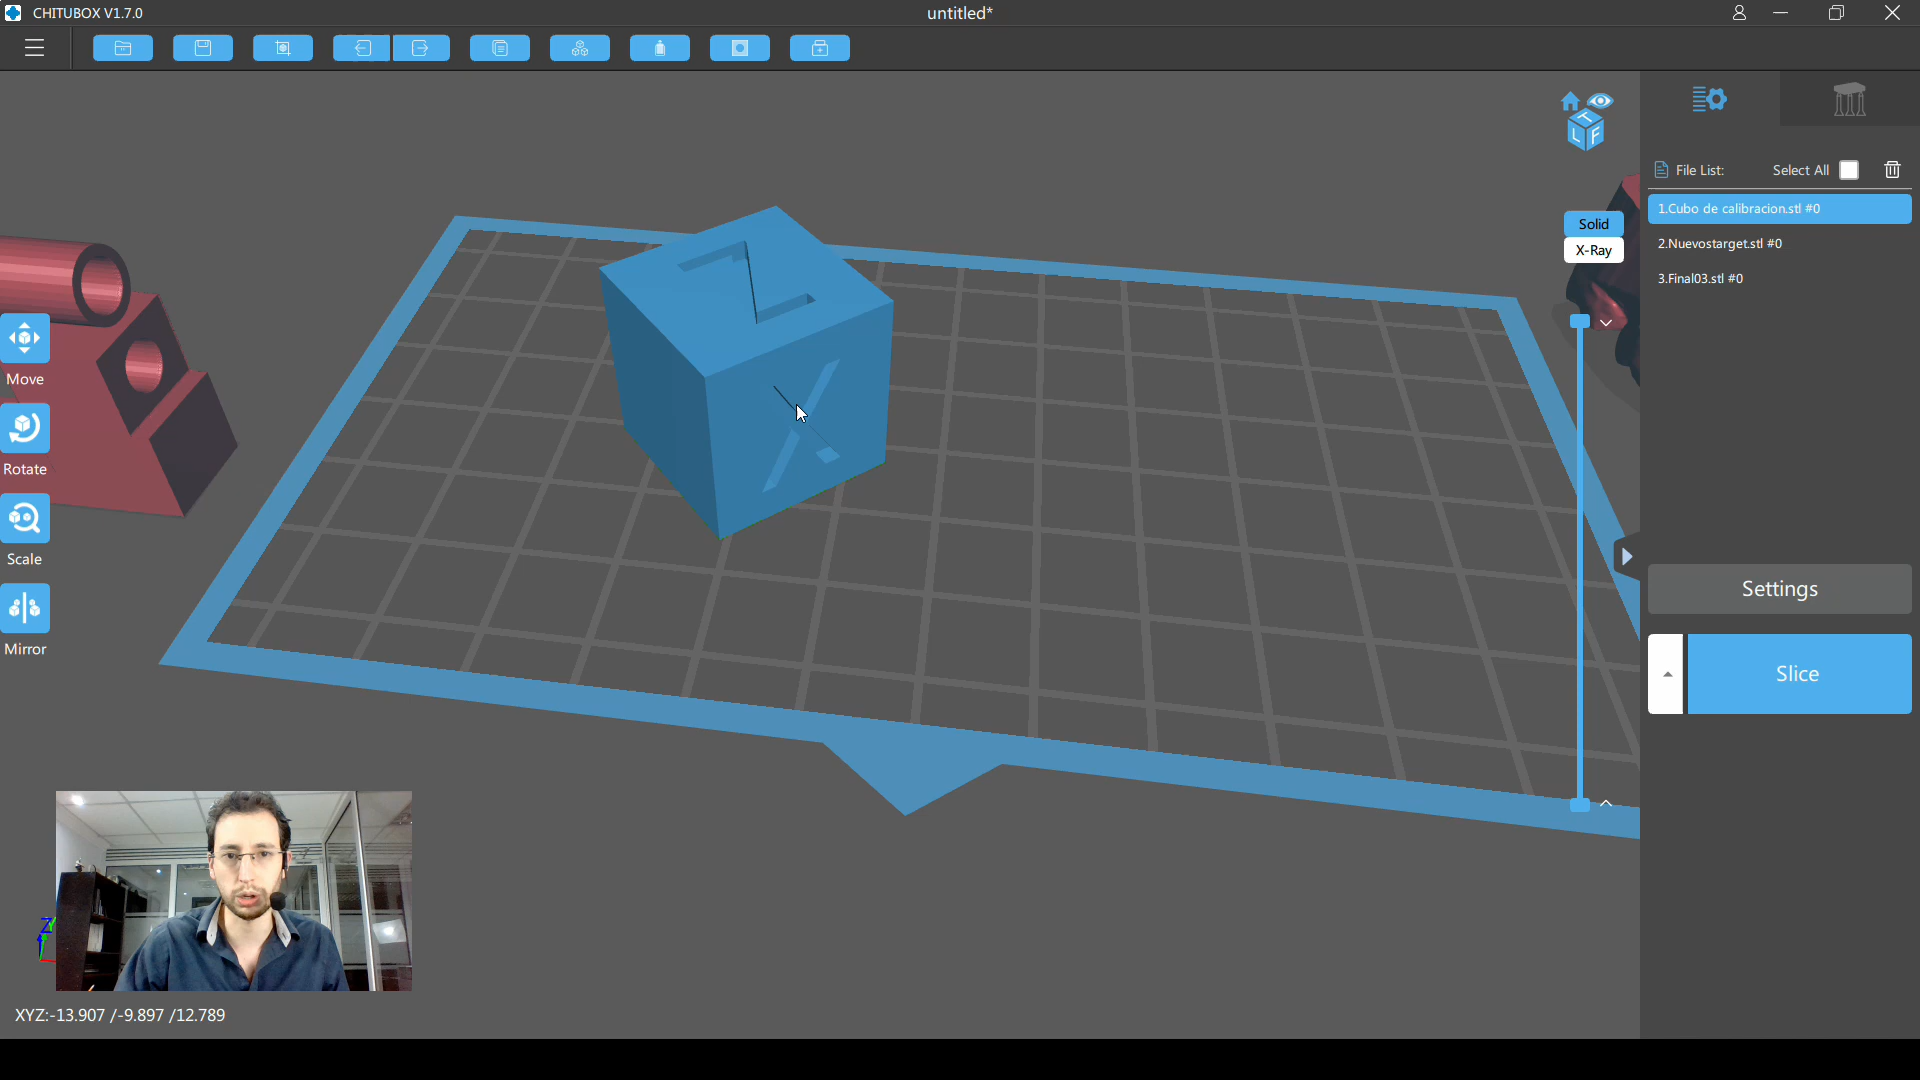 CHITUBOX V1.7.0
untitled*
T
L F
File List:
Select All
1.Cubo de calibracion.stl #0
2.Nuevostarget.stl #0
3.Final03.stl #0
Solid
X-Ray
Z
X
Move
Rotate
Scale
Mirror
Settings
Slice
Z Y
XYZ:-13.907 /-9.897 /12.789